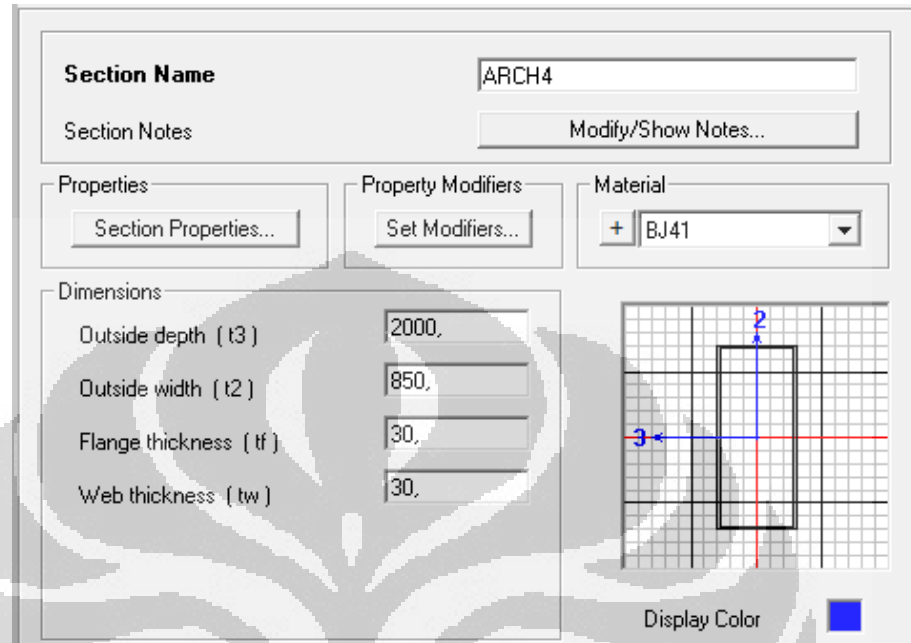 Section Name ARCH4
Section Notes Modify/Show Notes...
Properties Property Modifiers Material
Section Properties... Set Modifiers... + BJ41
Dimensions
Outside depth ( t3 ) 2000,
Outside width ( t2 ) 850,
Flange thickness ( tf ) 30,
Web thickness ( tw ) 30,
2
3
Display Color